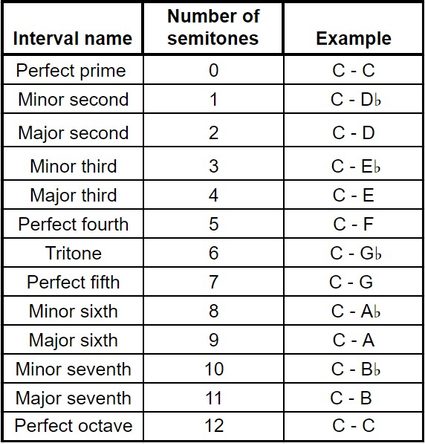 Interval name Number of semitones Example
Perfect prime 0 C - C
Minor second 1 C - D♭
Major second 2 C - D
Minor third 3 C - E♭
Major third 4 C - E
Perfect fourth 5 C - F
Tritone 6 C - G♭
Perfect fifth 7 C - G
Minor sixth 8 C - A♭
Major sixth 9 C - A
Minor seventh 10 C - B♭
Major seventh 11 C - B
Perfect octave 12 C - C